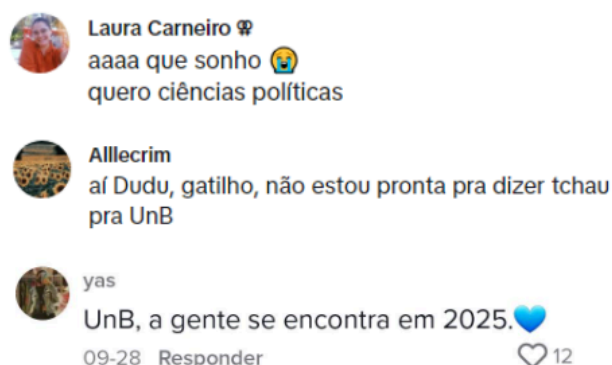 Laura Carneiro ⚢
aaaa que sonho 😭
quero ciências políticas
Alllecrim
aí Dudu, gatilho, não estou pronta pra dizer tchau
pra UnB
yas
UnB, a gente se encontra em 2025.💙
09-28 Responder 12